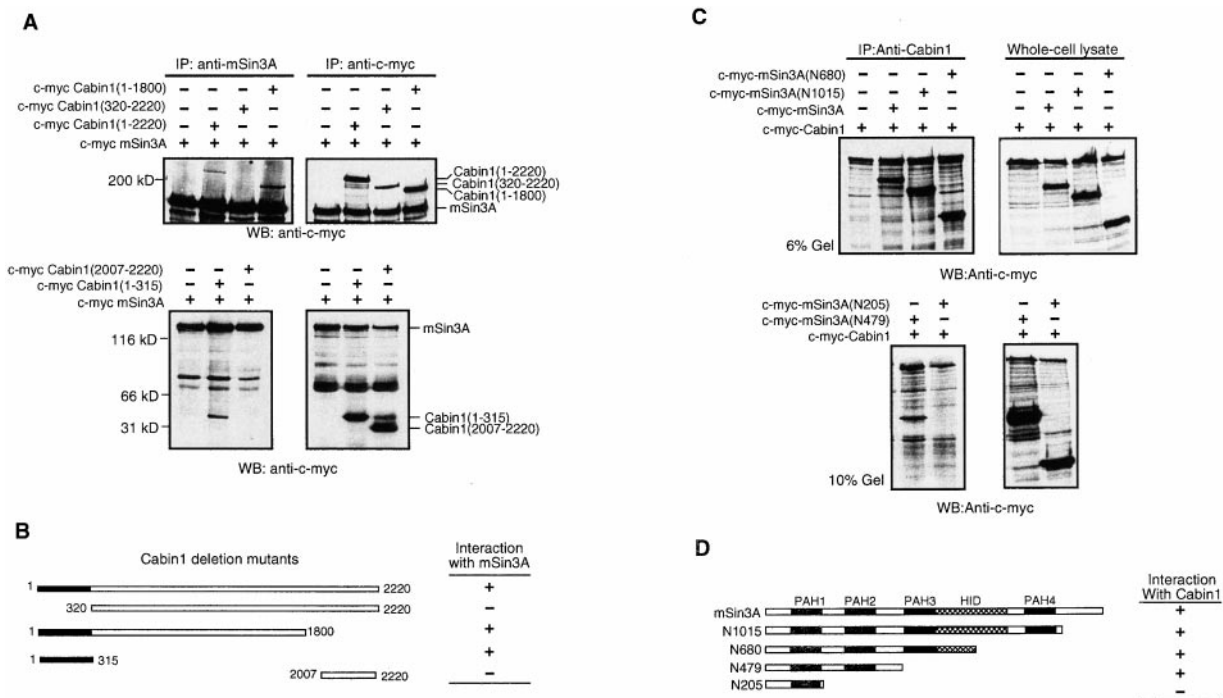 A
IP: anti-mSin3A IP: anti-c-myc
c-myc Cabin1(1-1800) − − − + − − − +
c-myc Cabin1(320-2220) − − + − − − + −
c-myc Cabin1(1-2220) − + − − − + − −
c-myc mSin3A + + + + + + + +
200 kD
Cabin1(1-2220)
Cabin1(320-2220)
Cabin1(1-1800)
mSin3A
WB: anti-c-myc
c-myc Cabin1(2007-2220) − − + − − +
c-myc Cabin1(1-315) − + − − + −
c-myc mSin3A + + + + + +
116 kD
66 kD
31 kD
mSin3A
Cabin1(1-315)
Cabin1(2007-2220)
WB: anti-c-myc
B
Cabin1 deletion mutants
Interaction
with mSin3A
1 2220 +
320 2220 −
1 1800 +
1 315 +
2007 2220 −
C
IP:Anti-Cabin1 Whole-cell lysate
c-myc-mSin3A(N680) − − − + − − − +
c-myc-mSin3A(N1015) − − + − − − + −
c-myc-mSin3A − + − − − + − −
c-myc-Cabin1 + + + + + + + +
6% Gel
WB:Anti-c-myc
c-myc-mSin3A(N205) − + − +
c-myc-mSin3A(N479) + − + −
c-myc-Cabin1 + + + +
10% Gel
WB:Anti-c-myc
D
Interaction
With Cabin1
PAH1 PAH2 PAH3 HID PAH4
mSin3A +
N1015 +
N680 +
N479 +
N205 −